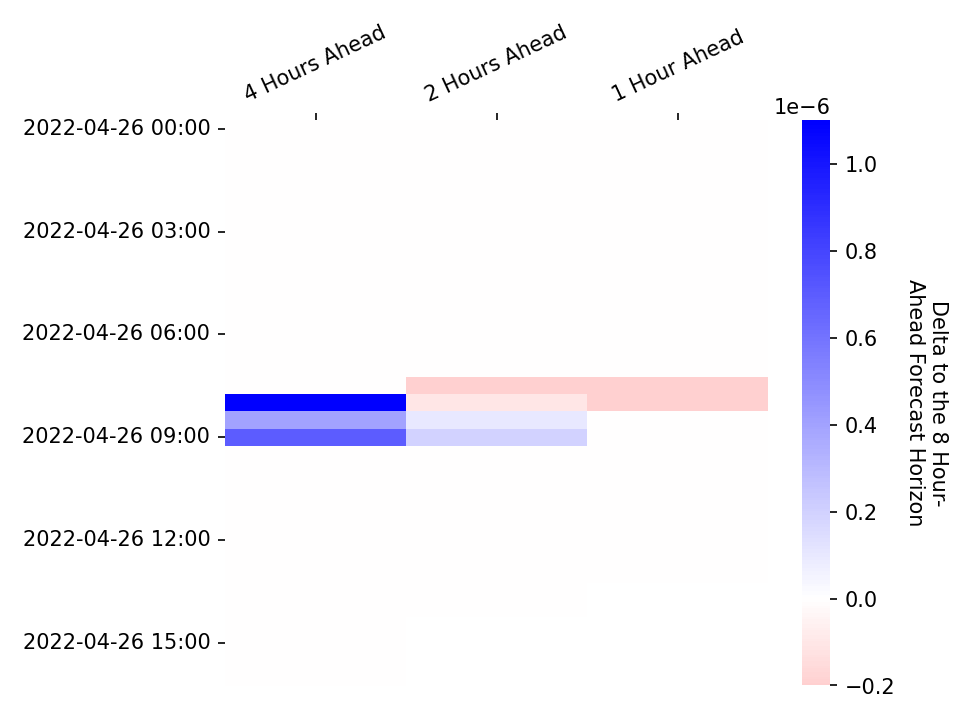 4 Hours Ahead
2 Hours Ahead
1 Hour Ahead
1e−6
2022-04-26 00:00
2022-04-26 03:00
2022-04-26 06:00
2022-04-26 09:00
2022-04-26 12:00
2022-04-26 15:00
1.0
0.8
0.6
0.4
0.2
0.0
−0.2
Delta to the 8 Hour-
Ahead Forecast Horizon